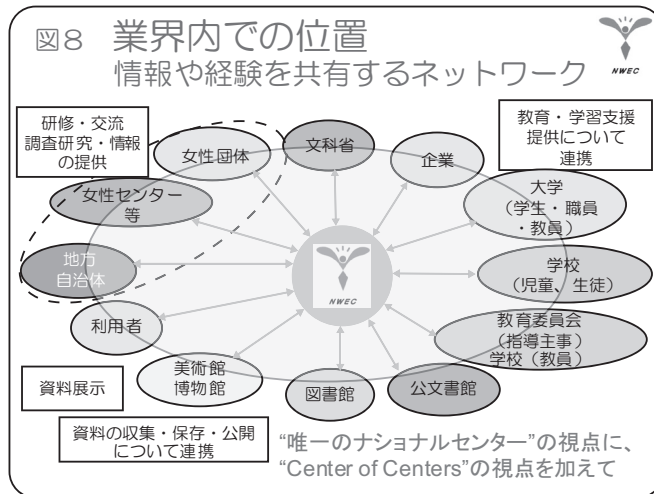 図8 業界内での位置
情報や経験を共有するネットワーク
NWEC
研修・交流
調査研究・情報
の提供
教育・学習支援
提供について
連携
女性団体
文科省
企業
女性センター
等
大学
(学生・職員
・教員)
地方
自治体
NWEC
学校
(児童、生徒)
利用者
教育委員会
(指導主事)
学校(教員)
美術館
博物館
図書館
公文書館
資料展示
資料の収集・保存・公開
について連携
“唯一のナショナルセンター”の視点に、
“Center of Centers”の視点を加えて